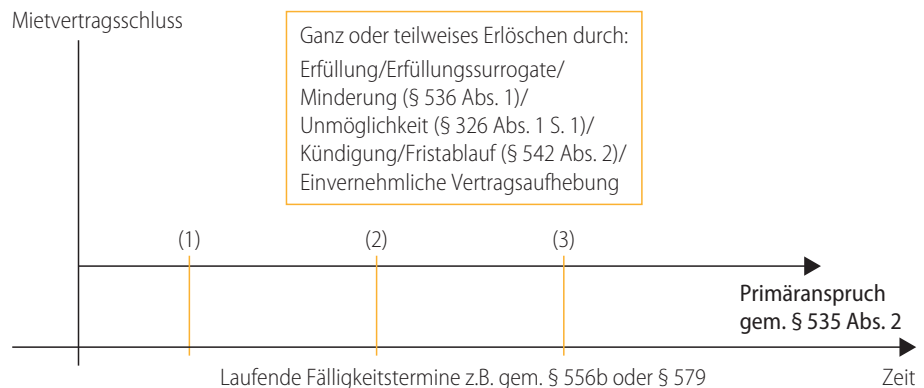 Mietvertragsschluss
Ganz oder teilweises Erlöschen durch:
Erfüllung/Erfüllungssurrogate/
Minderung (§ 536 Abs. 1)/
Unmöglichkeit (§ 326 Abs. 1 S. 1)/
Kündigung/Fristablauf (§ 542 Abs. 2)/
Einvernehmliche Vertragsaufhebung
(1)
(2)
(3)
Primäranspruch
gem. § 535 Abs. 2
Laufende Fälligkeitstermine z.B. gem. § 556b oder § 579
Zeit